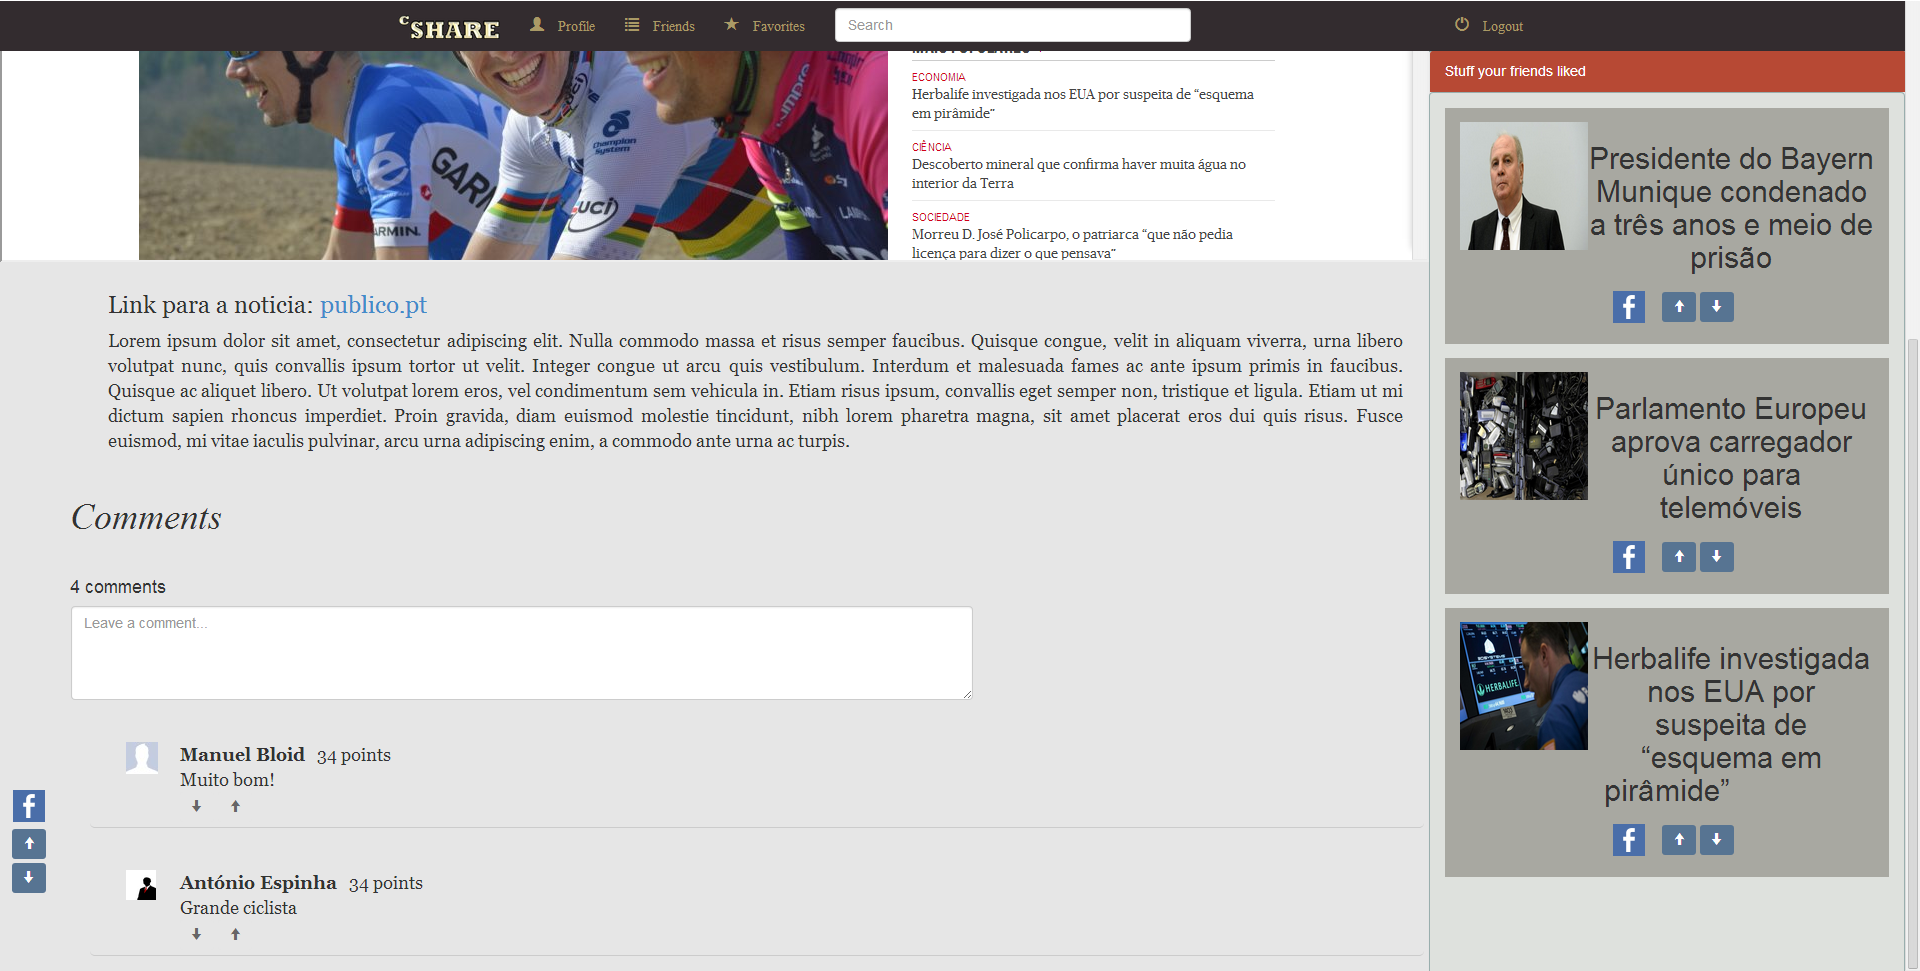 cSHARE
Profile
Friends
Favorites
Search
Logout
ECONOMIA
Herbalife investigada nos EUA por suspeita de “esquema
em pirâmide”
CIÊNCIA
Descoberto mineral que confirma haver muita água no
interior da Terra
SOCIEDADE
Morreu D. José Policarpo, o patriarca “que não pedia
licença para dizer o que pensava”
GARMIN.
Champion
System
uci
Link para a noticia: publico.pt
Lorem ipsum dolor sit amet, consectetur adipiscing elit. Nulla commodo massa et risus semper faucibus. Quisque congue, velit in aliquam viverra, urna libero
volutpat nunc, quis convallis ipsum tortor ut velit. Integer congue ut arcu quis vestibulum. Interdum et malesuada fames ac ante ipsum primis in faucibus.
Quisque ac aliquet libero. Ut volutpat lorem eros, vel condimentum sem vehicula in. Etiam risus ipsum, convallis eget semper non, tristique et ligula. Etiam ut mi
dictum sapien rhoncus imperdiet. Proin gravida, diam euismod molestie tincidunt, nibh lorem pharetra magna, sit amet placerat eros dui quis risus. Fusce
euismod, mi vitae iaculis pulvinar, arcu urna adipiscing enim, a commodo ante urna ac turpis.
Comments
4 comments
Leave a comment...
Manuel Bloid 34 points
Muito bom!
António Espinha 34 points
Grande ciclista
Stuff your friends liked
Presidente do Bayern
Munique condenado
a três anos e meio de
prisão
Parlamento Europeu
aprova carregador
único para
telemóveis
HERBALIFE
Herbalife investigada
nos EUA por
suspeita de
“esquema em
pirâmide”